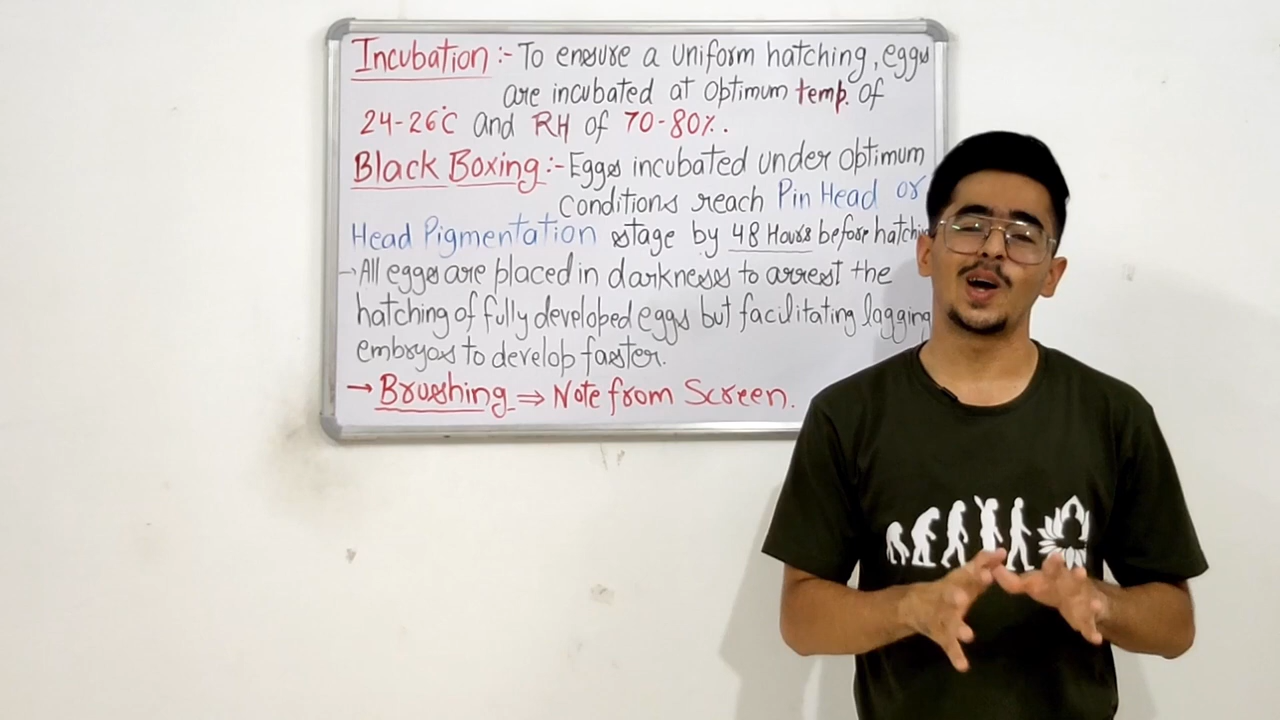 Incubation :- To ensure a uniform hatching, eggs
are incubated at optimum temp. of
24-26°C and RH of 70-80%.
Black Boxing :- Eggs incubated under optimum
conditions reach Pin Head or
Head Pigmentation stage by 48 Hours before
→ All eggs are placed in darkness to arrest the
hatching of fully developed eggs but facilitating lagging
embryos to develop faster.
→ Brushing ⇒ Note from Screen.